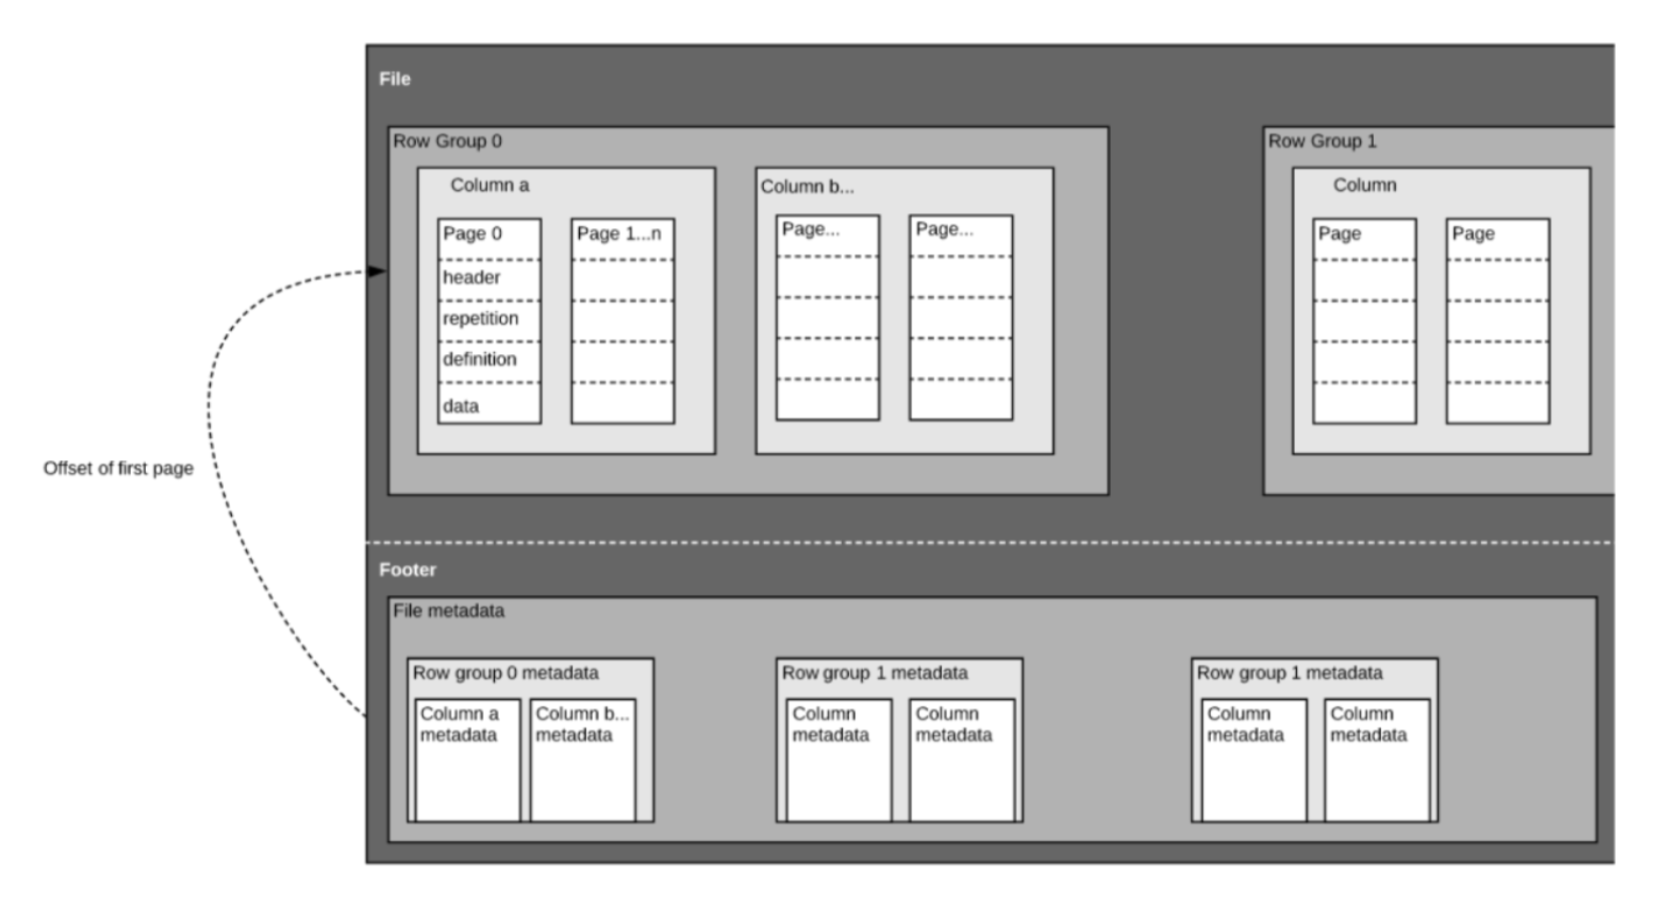 File
Row Group 0
Row Group 1
Column a
Column b...
Column
Page 0
Page 1...n
Page...
Page...
Page
Page
header
repetition
definition
data
Offset of first page
Footer
File metadata
Row group 0 metadata
Row group 1 metadata
Row group 1 metadata
Column a
metadata
Column b...
metadata
Column
metadata
Column
metadata
Column
metadata
Column
metadata